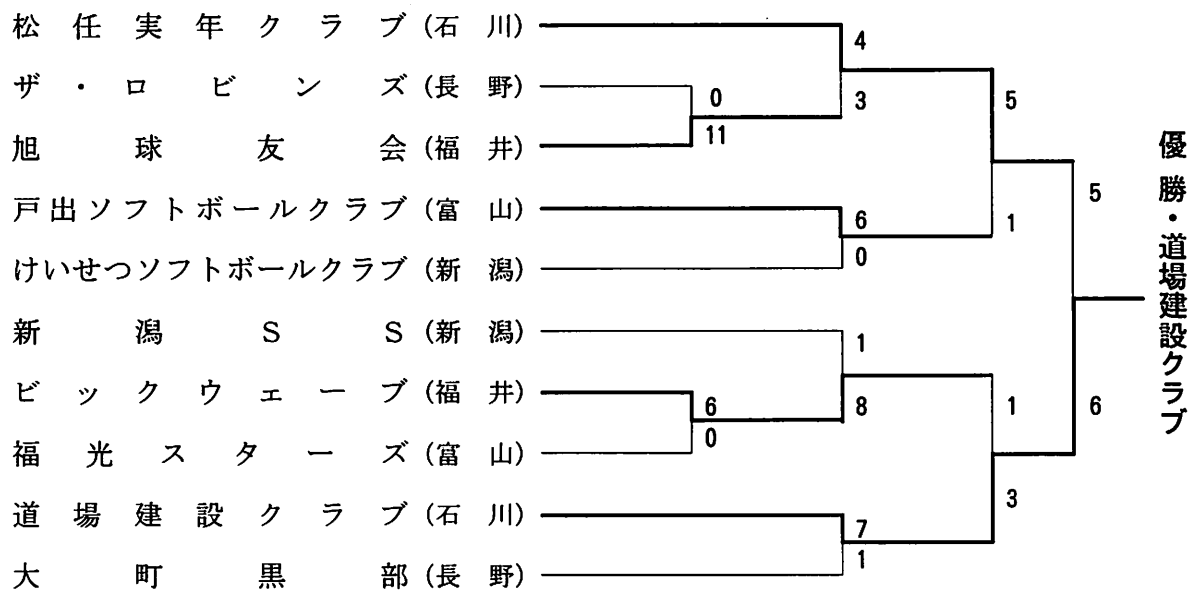 松任実年クラブ(石川)
ザ・ロビンズ(長野)
旭球友会(福井)
戸出ソフトボールクラブ(富山)
けいせつソフトボールクラブ(新潟)
新潟SS(新潟)
ビックウェーブ(福井)
福光スターズ(富山)
道場建設クラブ(石川)
大町黒部(長野)
0
11
6
0
4
3
6
0
1
8
7
1
5
1
1
3
5
6
優勝・道場建設クラブ